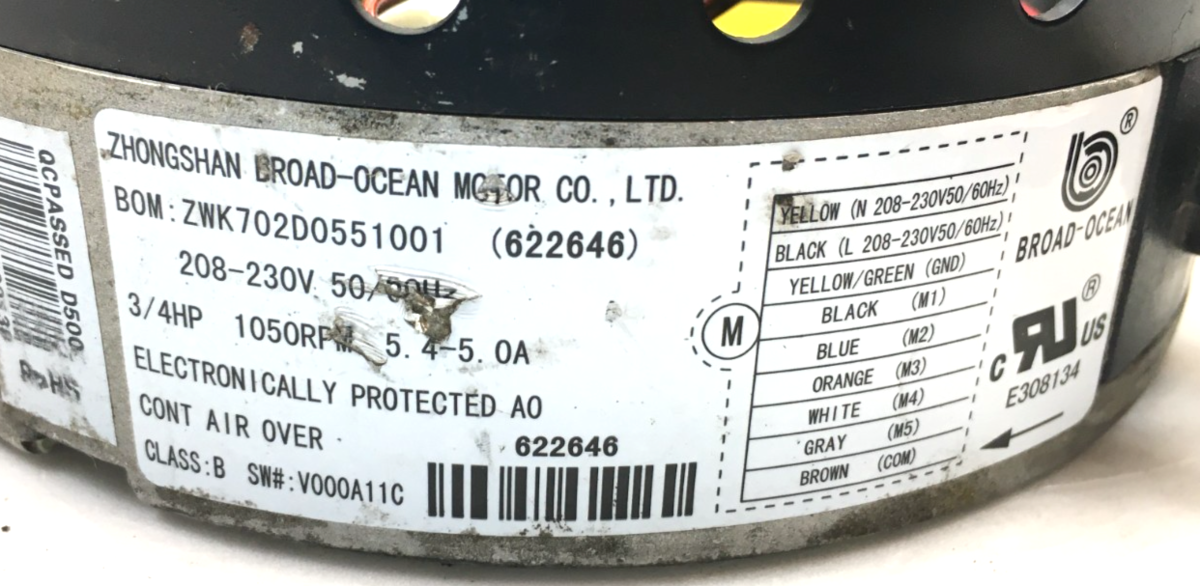 ZHONGSHAN BROAD-OCEAN MOTOR CO., LTD.
BOM: ZWK702D0551001 (622646)
208-230V 50/60Hz
3/4HP 1050RPM 5.4-5.0A
ELECTRONICALLY PROTECTED AO
CONT AIR OVER
CLASS:B SW#:V000A11C
622646
M
YELLOW (N 208-230V50/60Hz)
BLACK (L 208-230V50/60Hz)
YELLOW/GREEN (GND)
BLACK (M1)
BLUE (M2)
ORANGE (M3)
WHITE (M4)
GRAY (M5)
BROWN (COM)
®
BROAD-OCEAN
C RU ® US
E308134
QCPASSED D500
RoHS